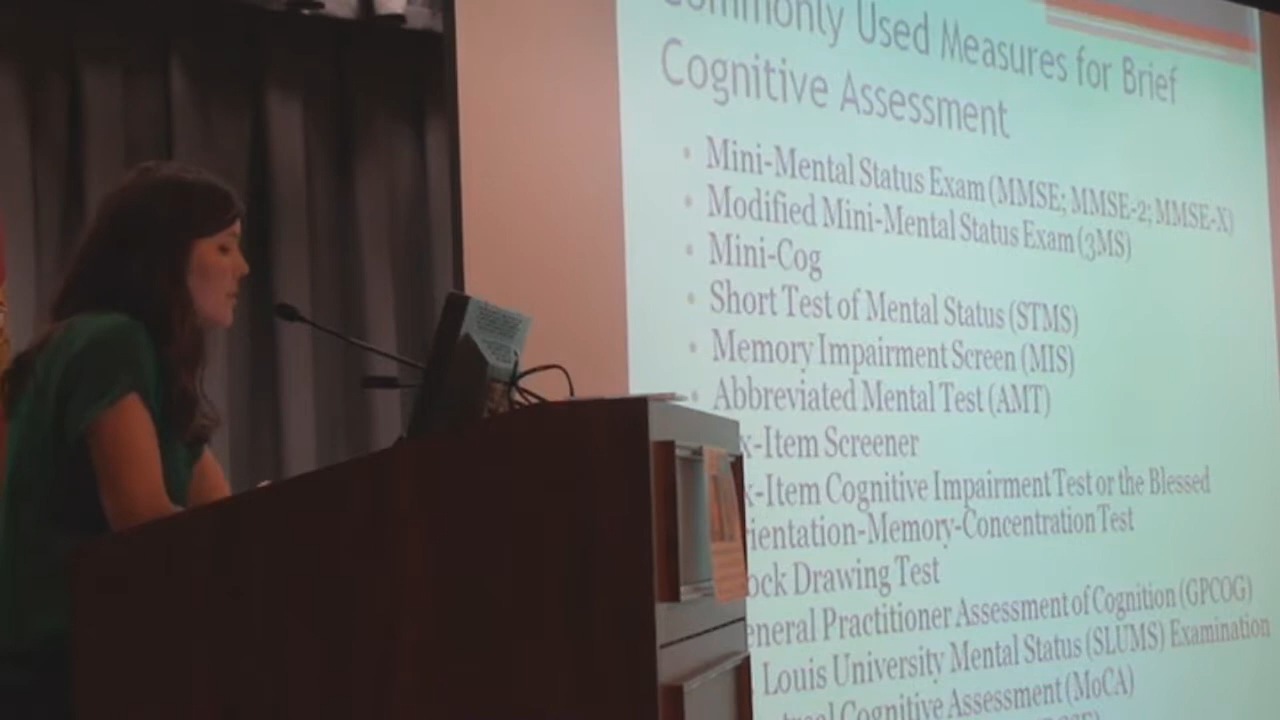 Commonly Used Measures for Brief
Cognitive Assessment
Mini-Mental Status Exam (MMSE; MMSE-2; MMSE-X)
Modified Mini-Mental Status Exam (3MS)
Mini-Cog
Short Test of Mental Status (STMS)
Memory Impairment Screen (MIS)
Abbreviated Mental Test (AMT)
x-Item Screener
x-Item Cognitive Impairment Test or the Blessed
rientation-Memory-Concentration Test
ock Drawing Test
eneral Practitioner Assessment of Cognition (GPCOG)
Louis University Mental Status (SLUMS) Examination
treal Cognitive Assessment (MoCA)